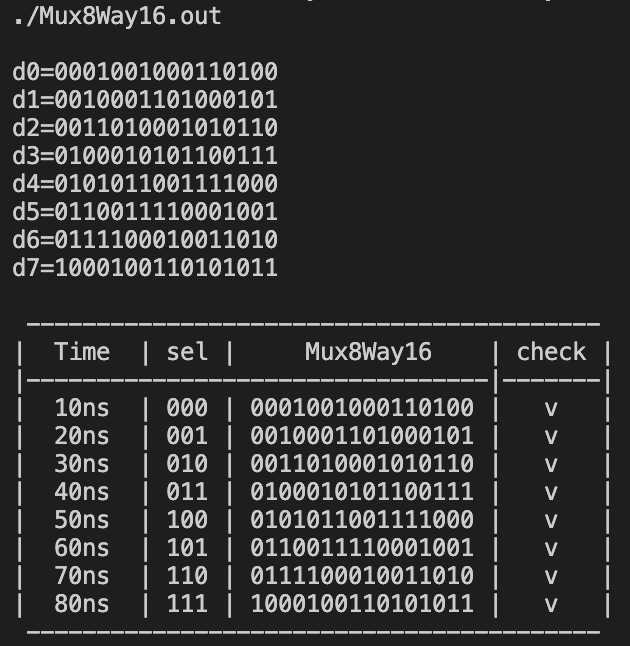 ./Mux8Way16.out
d0=0001001000110100
d1=0010001101000101
d2=0011010001010110
d3=0100010101100111
d4=0101011001111000
d5=0110011110001001
d6=0111100010011010
d7=1000100110101011
 -----------------------------------------
|  Time  | sel |     Mux8Way16    | check |
|---------------------------------|-------|
|  10ns  | 000 | 0001001000110100 |   v   |
|  20ns  | 001 | 0010001101000101 |   v   |
|  30ns  | 010 | 0011010001010110 |   v   |
|  40ns  | 011 | 0100010101100111 |   v   |
|  50ns  | 100 | 0101011001111000 |   v   |
|  60ns  | 101 | 0110011110001001 |   v   |
|  70ns  | 110 | 0111100010011010 |   v   |
|  80ns  | 111 | 1000100110101011 |   v   |
 -----------------------------------------